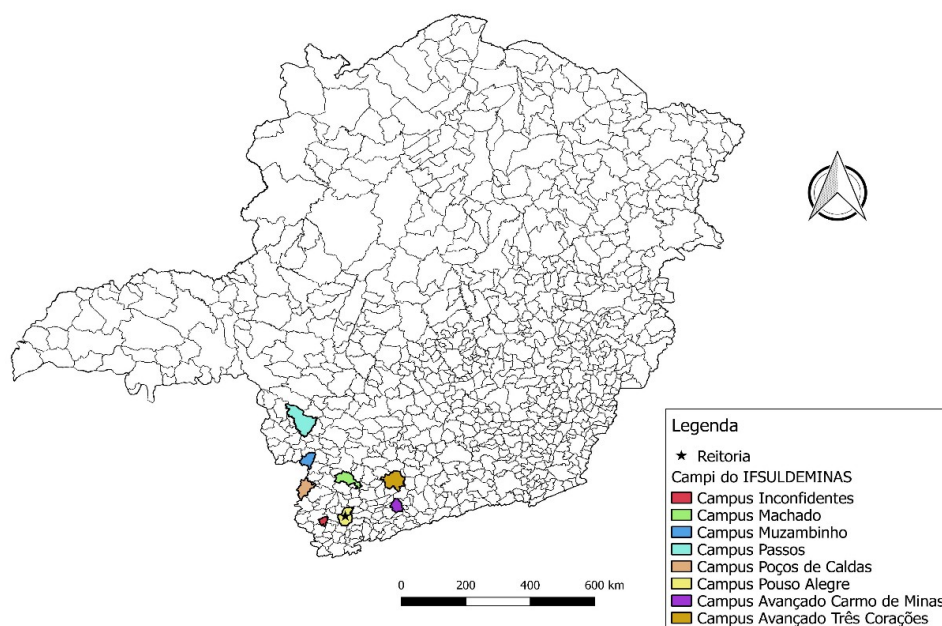 Legenda
Reitoria
Campi do IFSULDEMINAS
Campus Inconfidentes
Campus Machado
Campus Muzambinho
Campus Passos
Campus Poços de Caldas
Campus Pouso Alegre
Campus Avançado Carmo de Minas
Campus Avançado Três Corações
0 200 400 600 km